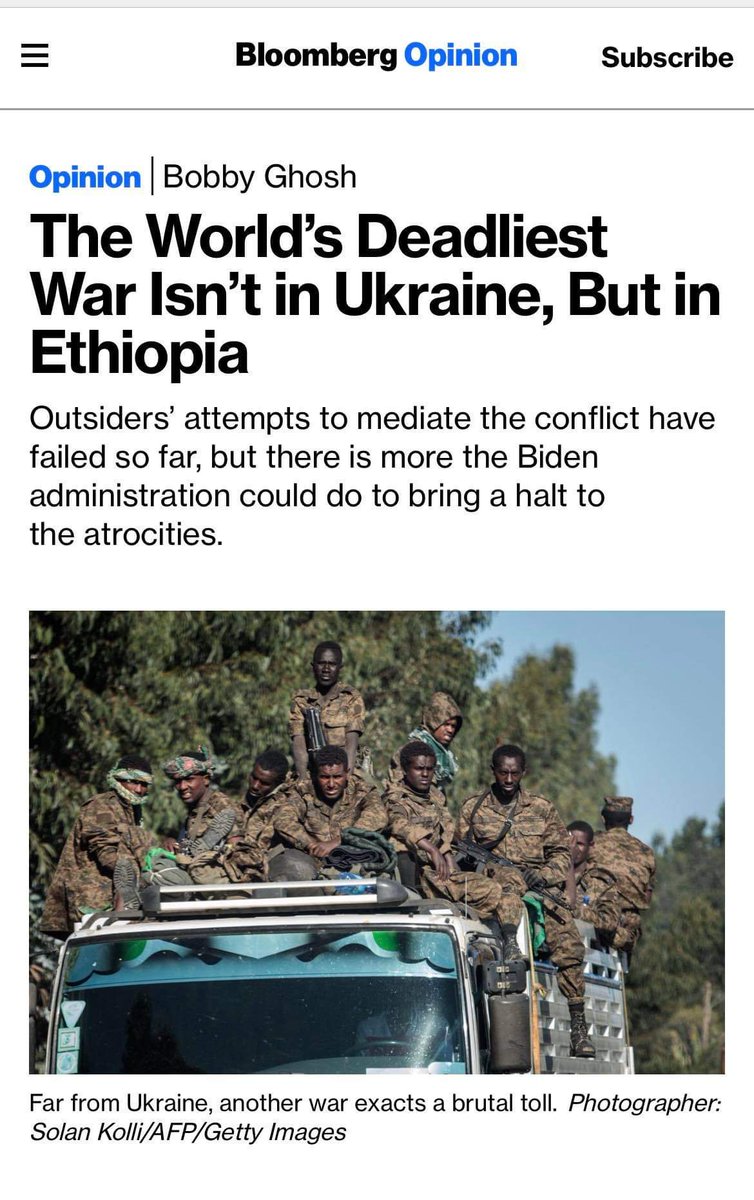 Bloomberg Opinion
Subscribe
Opinion | Bobby Ghosh
The World’s Deadliest
War Isn’t in Ukraine, But in
Ethiopia
Outsiders’ attempts to mediate the conflict have
failed so far, but there is more the Biden
administration could do to bring a halt to
the atrocities.
Far from Ukraine, another war exacts a brutal toll. Photographer:
Solan Kolli/AFP/Getty Images